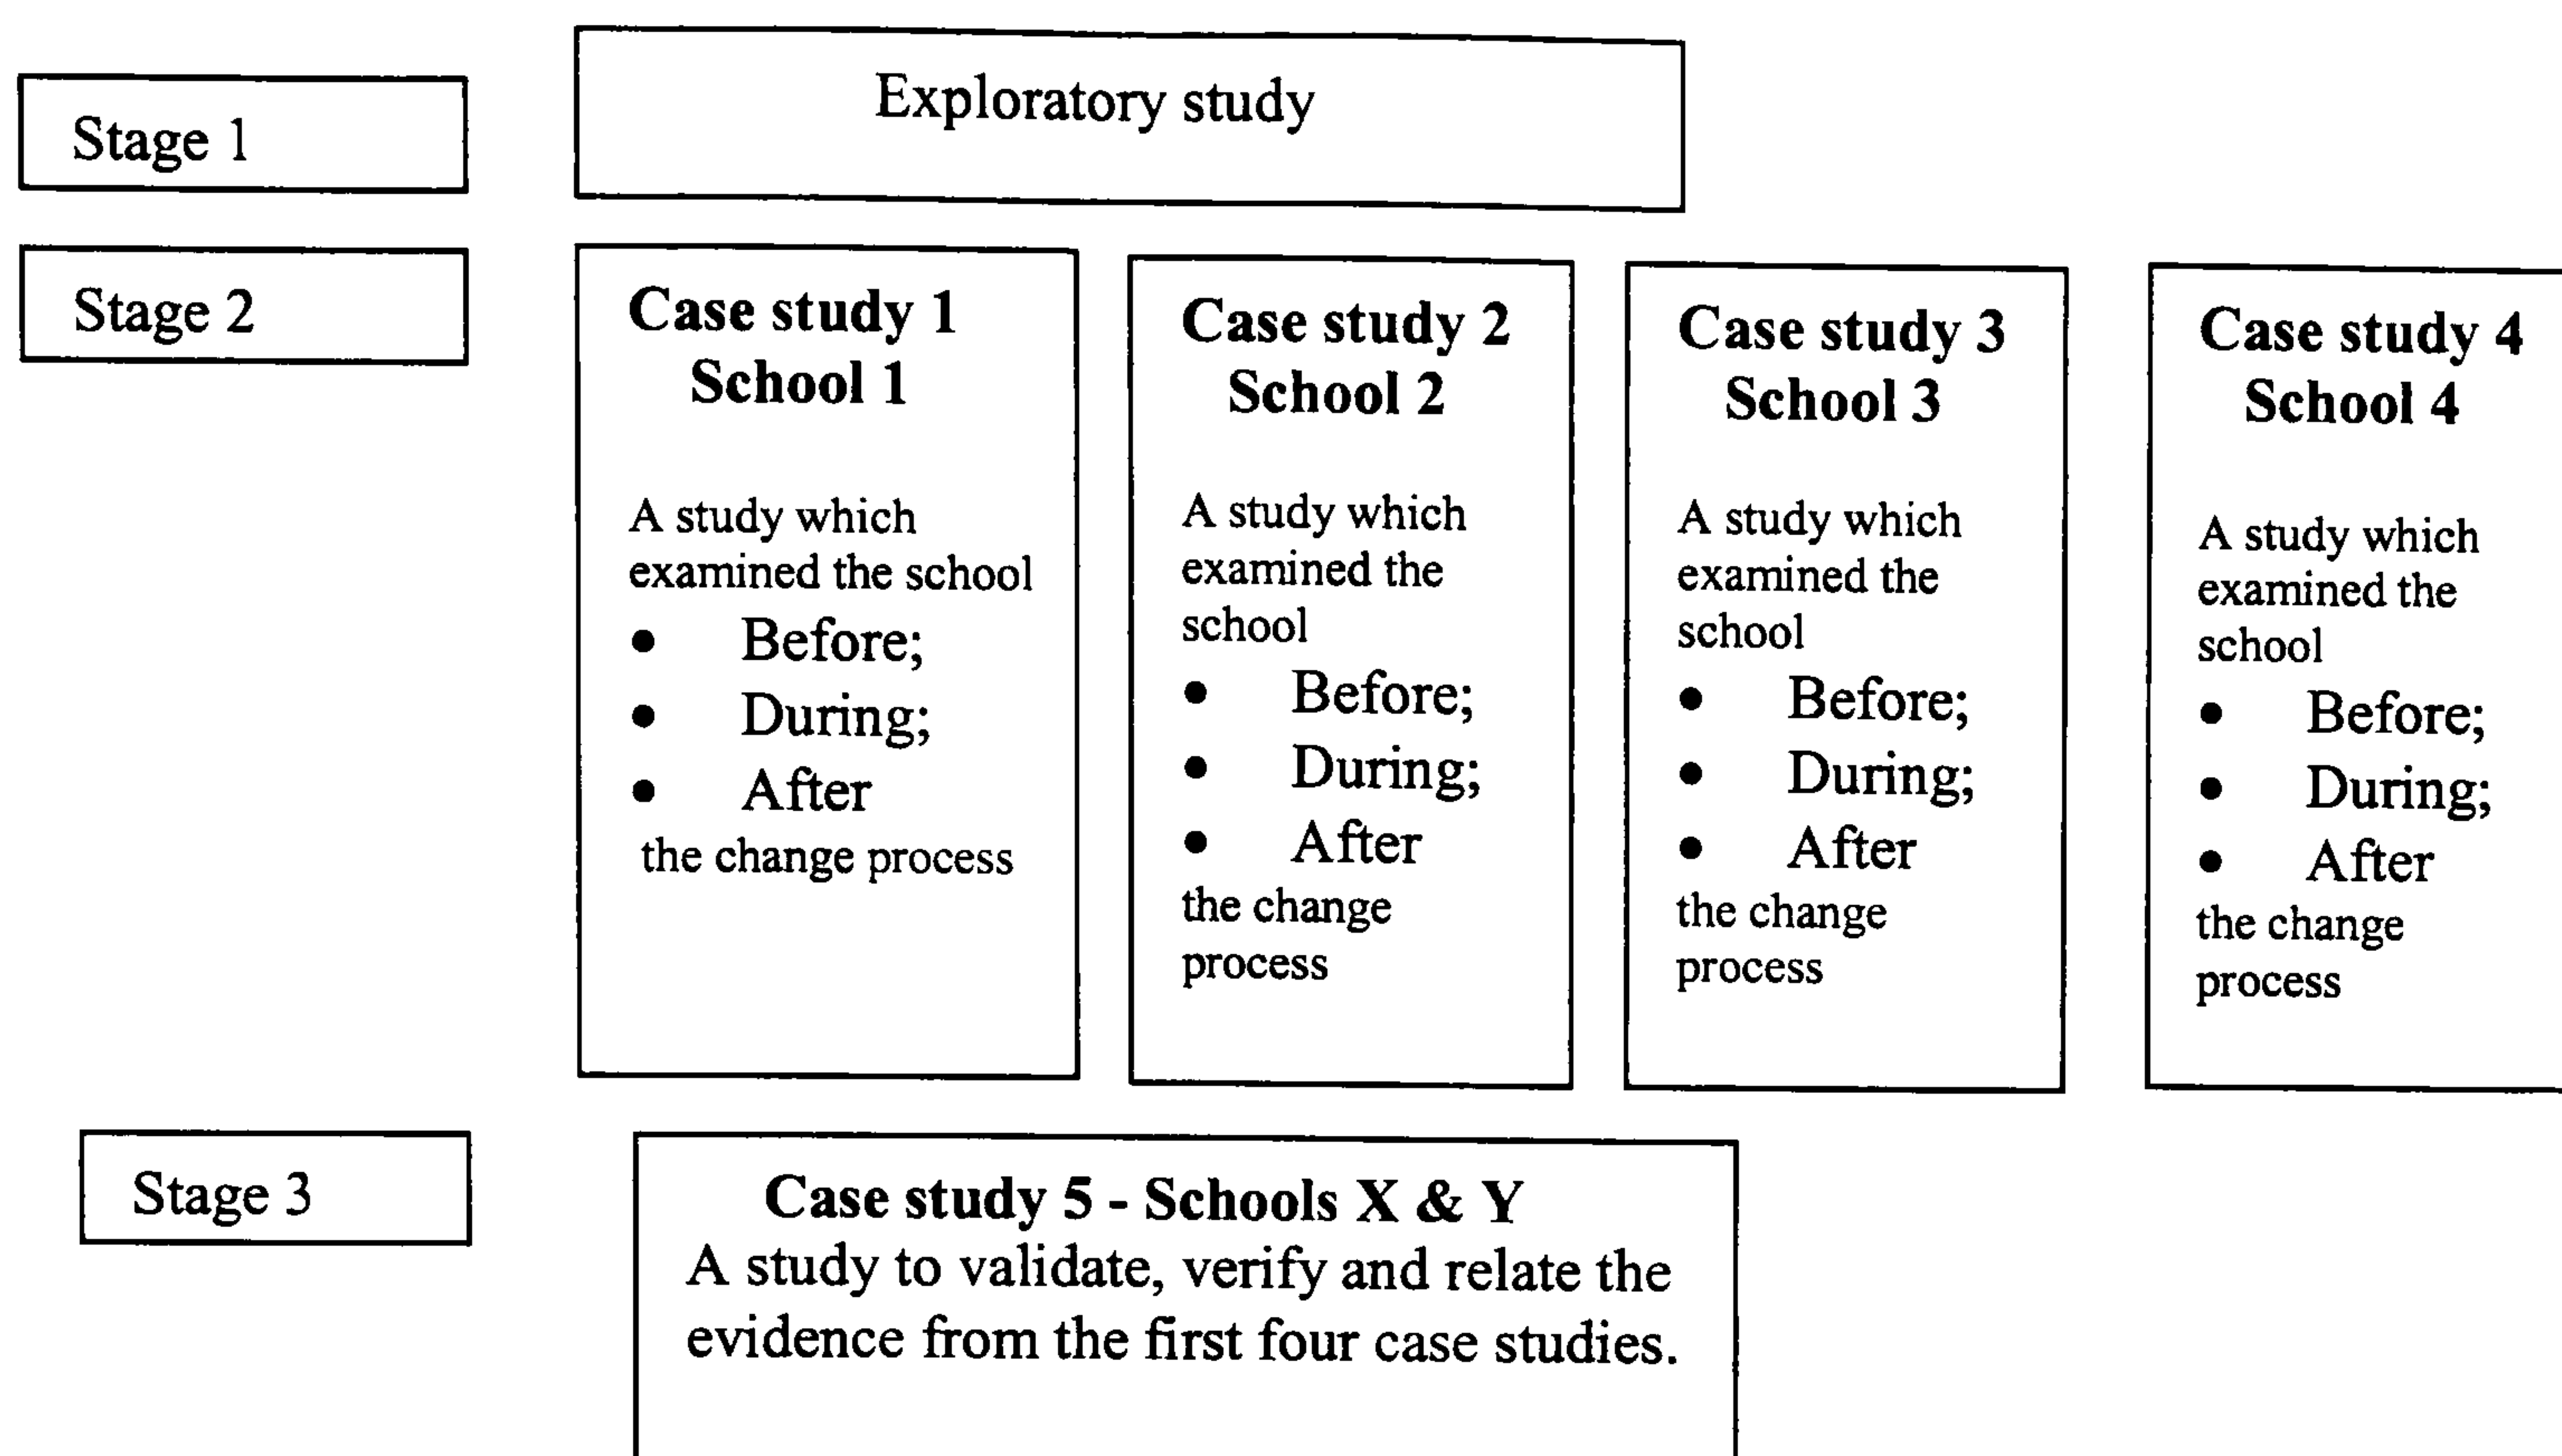 Stage 1
Exploratory study
Stage 2
Case study 1
School 1
A study which
examined the school
• Before;
• During;
• After
the change process
Case study 2
School 2
A study which
examined the
school
• Before;
• During;
• After
the change
process
Case study 3
School 3
A study which
examined the
school
• Before;
• During;
• After
the change
process
Case study 4
School 4
A study which
examined the
school
• Before;
• During;
• After
the change
process
Stage 3
Case study 5 - Schools X & Y
A study to validate, verify and relate the
evidence from the first four case studies.